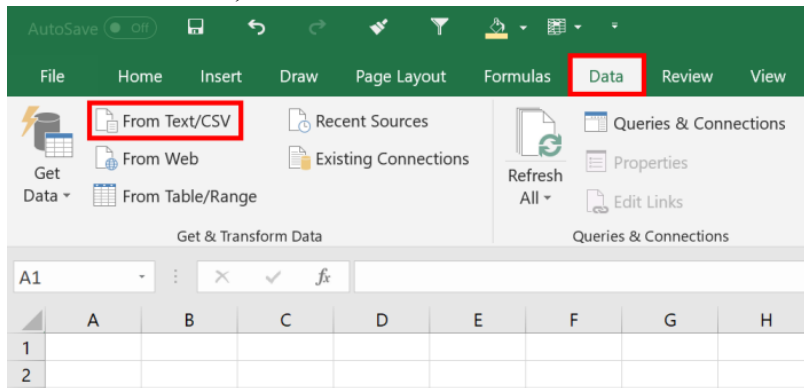 AutoSave Off
File Home Insert Draw Page Layout Formulas Data Review View
From Text/CSV Recent Sources Queries & Connections
From Web Existing Connections Properties
Get Data From Table/Range Refresh All Edit Links
Get & Transform Data Queries & Connections
A1 fx
A B C D E F G H
1
2